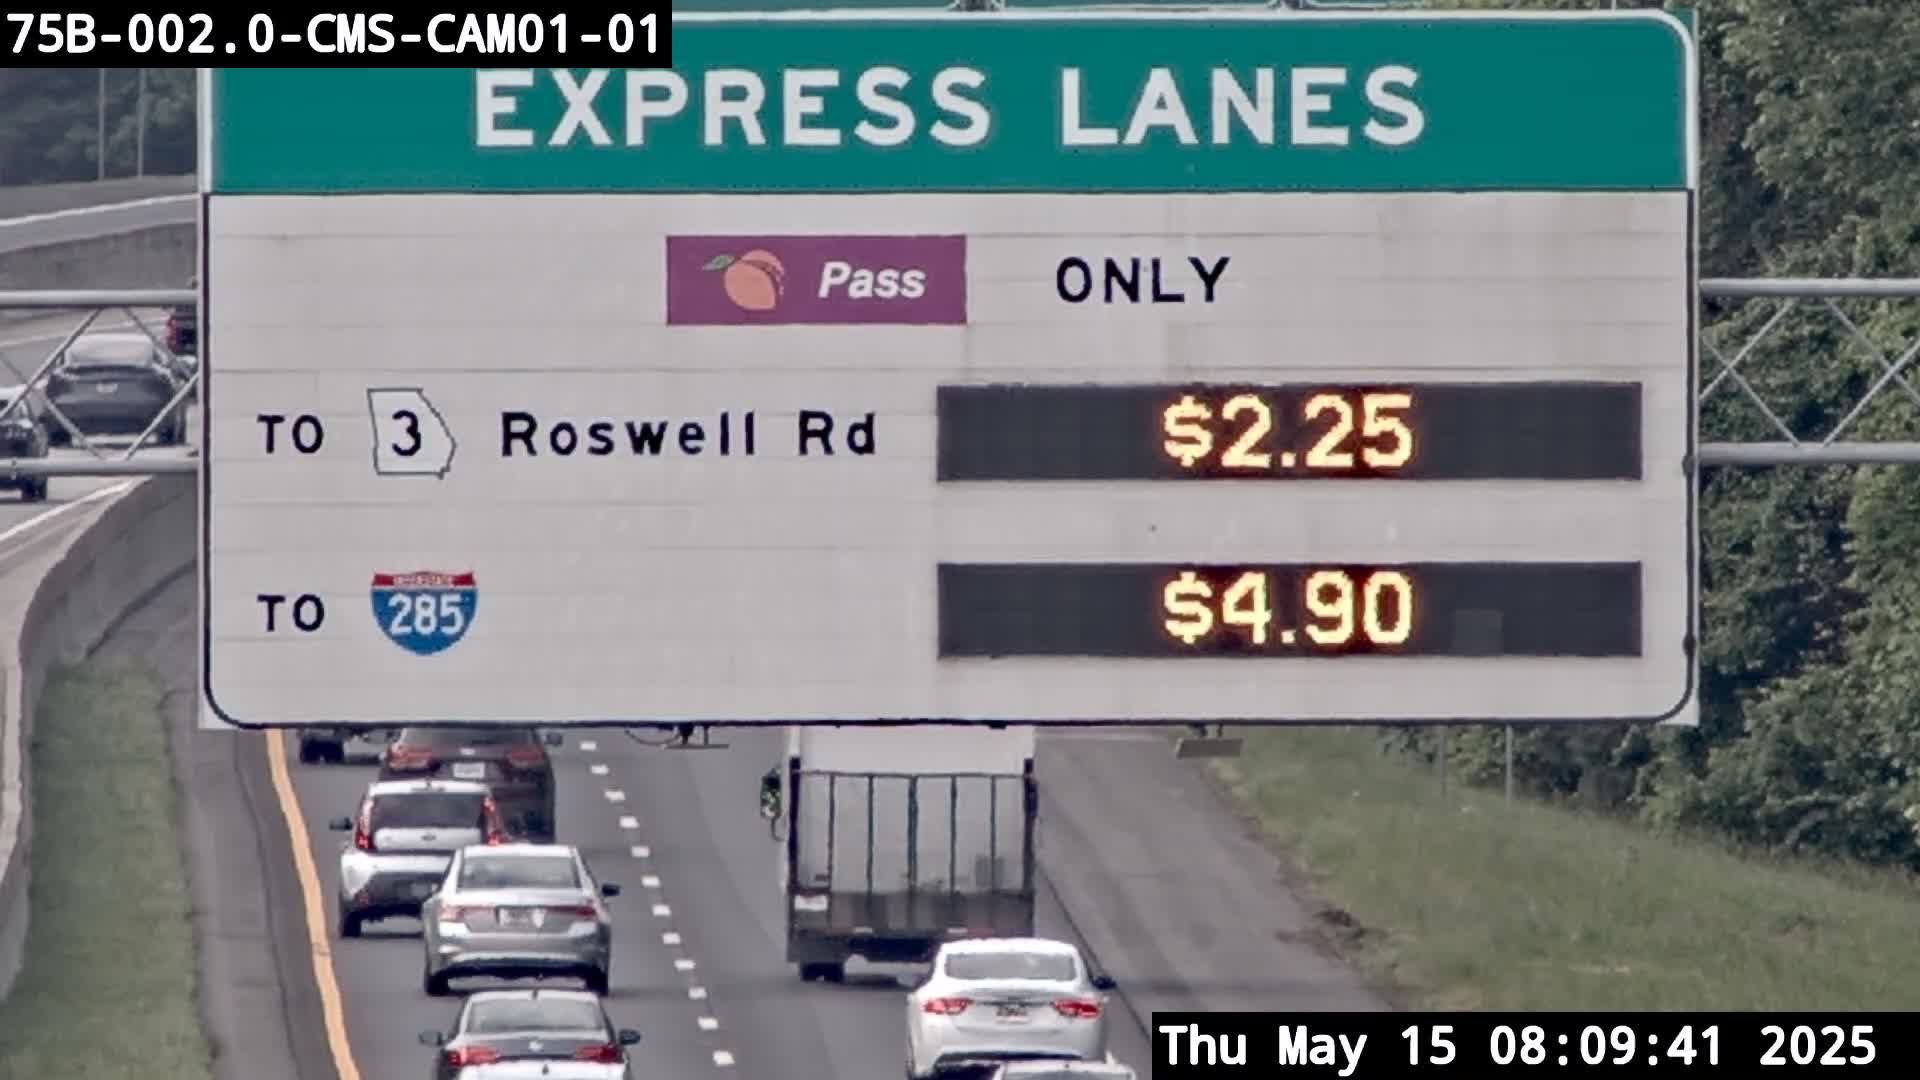 75B-002.0-CMS-CAM01-01
EXPRESS LANES
Pass ONLY
TO 3 Roswell Rd $2.25
INTERSTATE
TO 285 $4.90
Thu May 15 08:09:41 2025